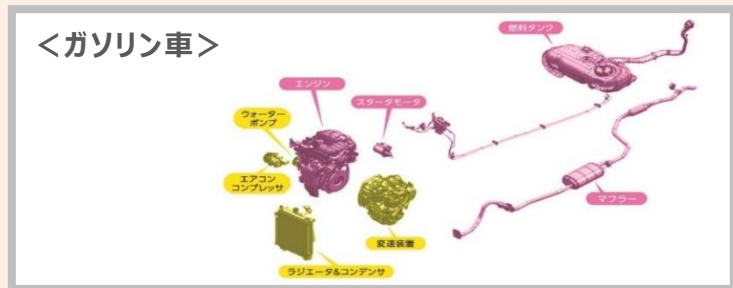 ＜ガソリン車＞
燃料タンク
エンジン
スタータモータ
ウォーター
ポンプ
エアコン
コンプレッサ
マフラー
変速装置
ラジエータ&コンデンサ